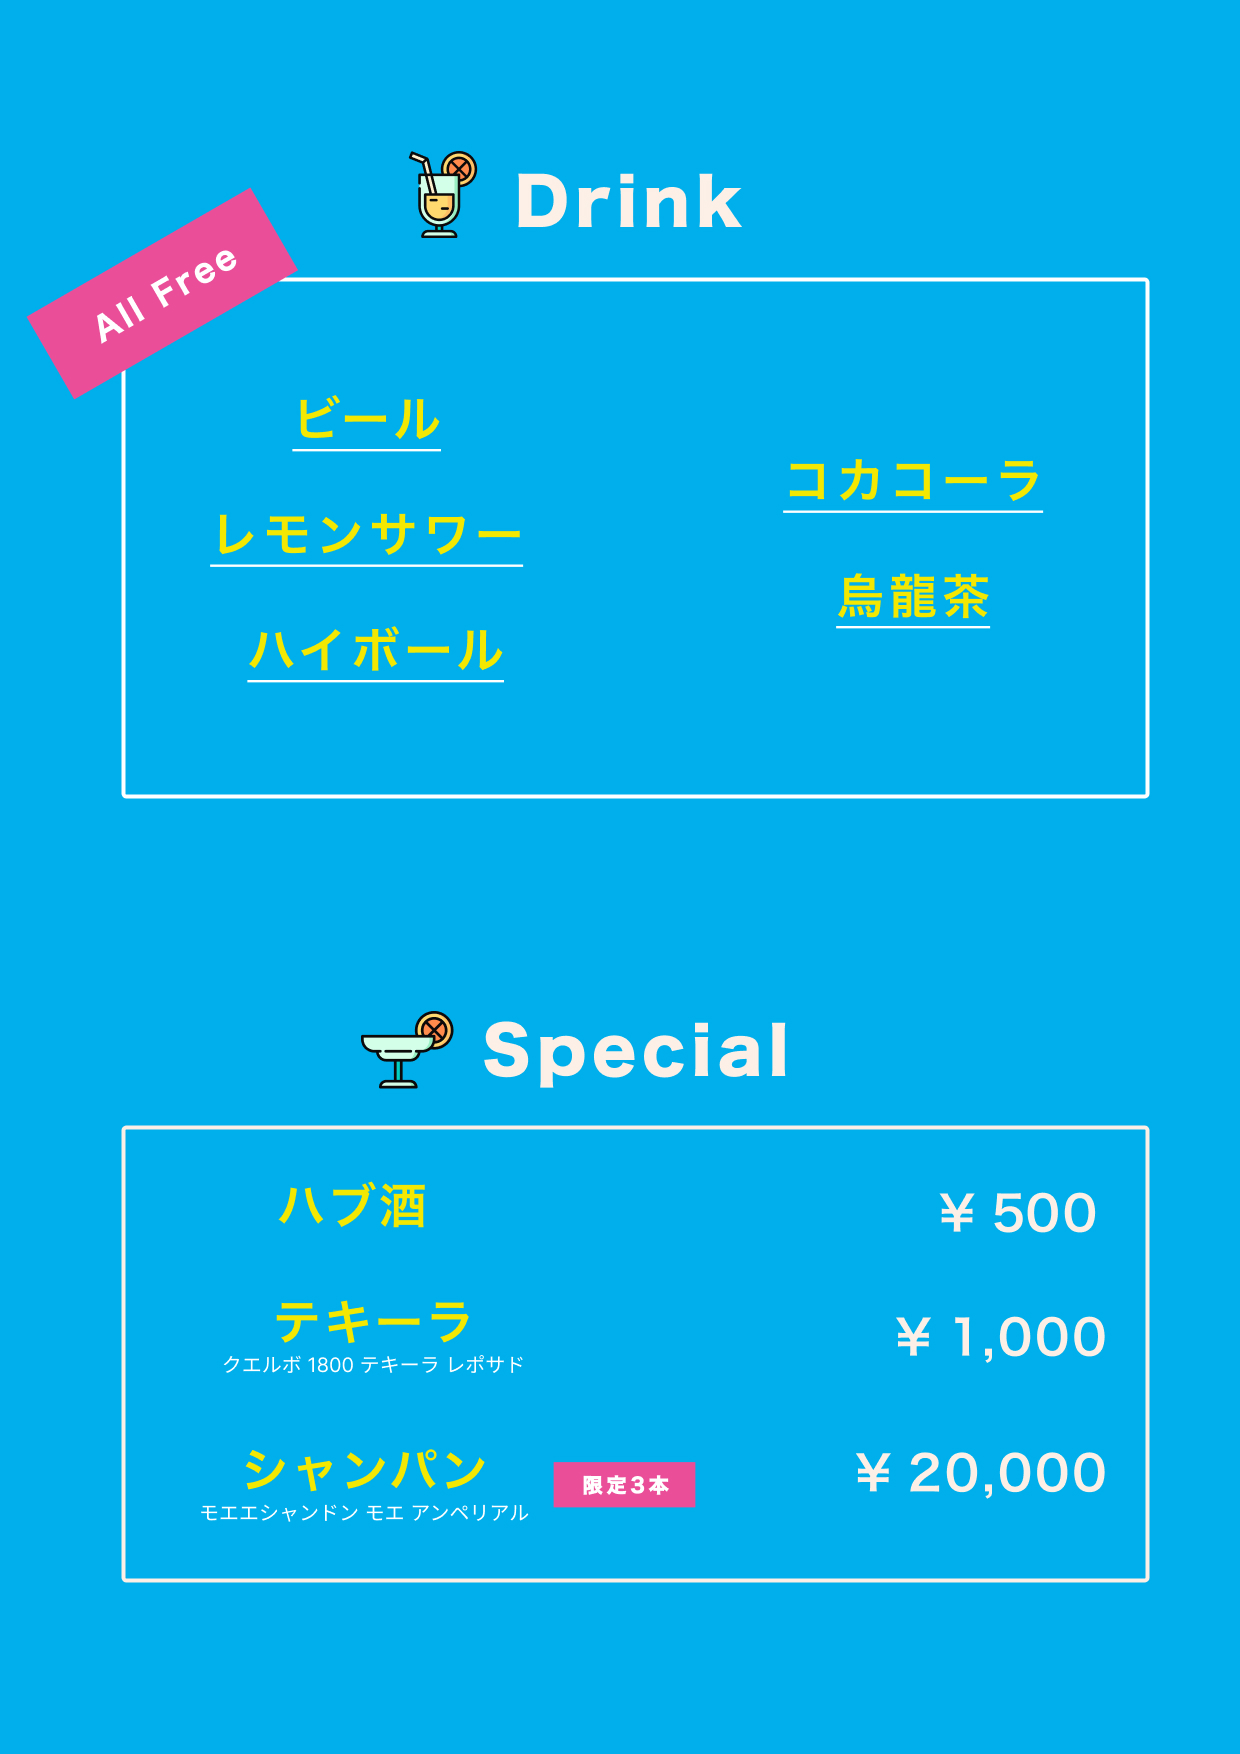 Drink
All Free
ビール
レモンサワー
ハイボール
コカコーラ
烏龍茶
Special
ハブ酒
¥ 500
テキーラ
クエルボ 1800 テキーラ レポサド
¥ 1,000
シャンパン
モエエシャンドン モエ アンペリアル
限定3本
¥ 20,000